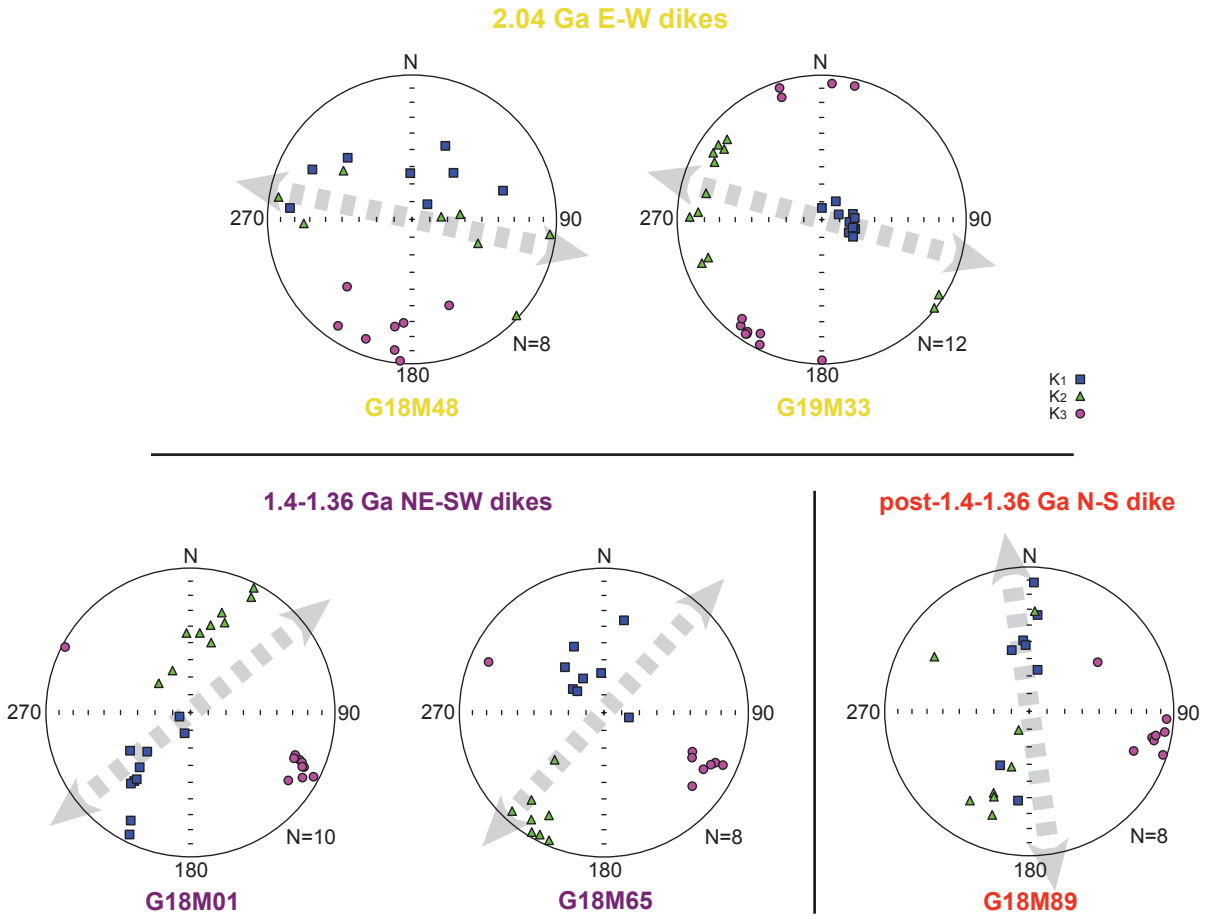 2.04 Ga E-W dikes
N
N
270
90
270
90
N=8
N=12
180
180
G18M48
G19M33
K1
K2
K3
1.4-1.36 Ga NE-SW dikes
post-1.4-1.36 Ga N-S dike
N
N
N
270
90
270
90
270
90
N=10
N=8
N=8
180
180
180
G18M01
G18M65
G18M89